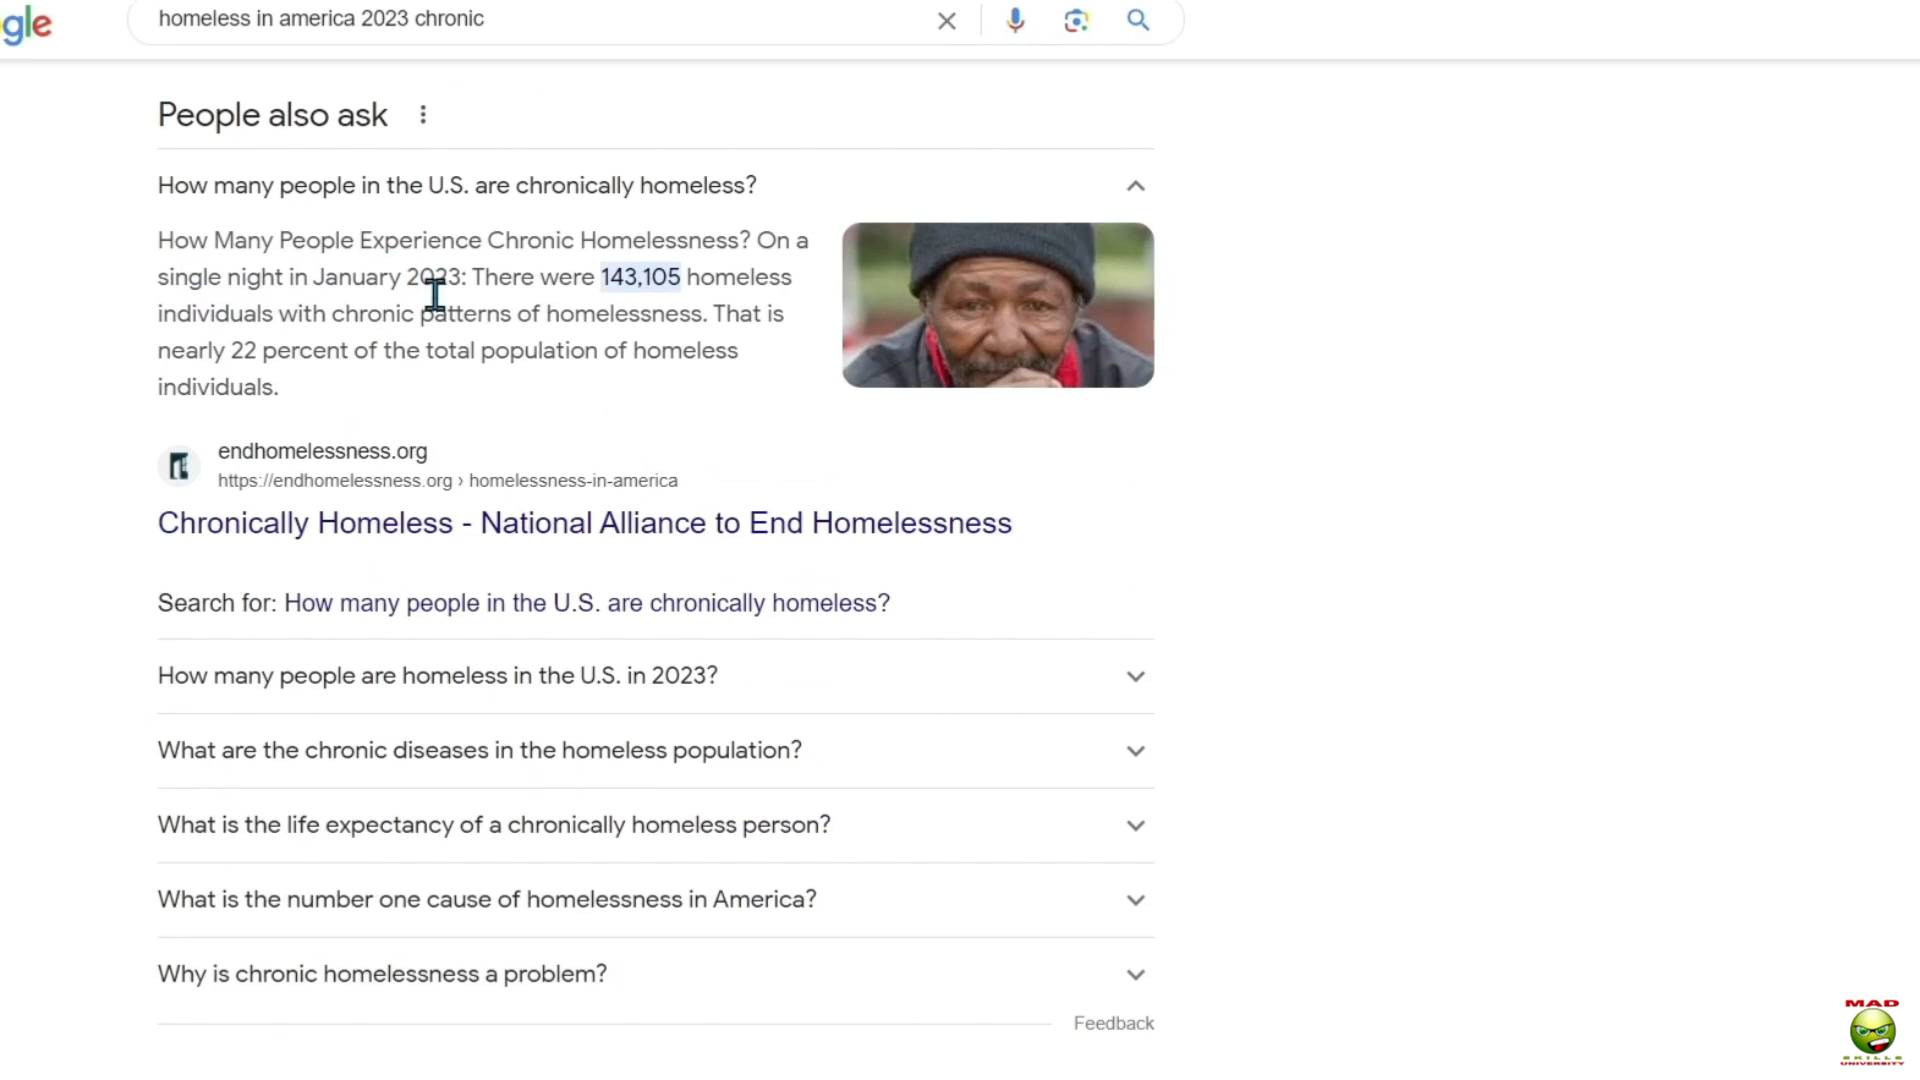 gle
homeless in america 2023 chronic
People also ask
How many people in the U.S. are chronically homeless?
How Many People Experience Chronic Homelessness? On a
single night in January 2023: There were 143,105 homeless
individuals with chronic patterns of homelessness. That is
nearly 22 percent of the total population of homeless
individuals.
endhomelessness.org
https://endhomelessness.org › homelessness-in-america
Chronically Homeless - National Alliance to End Homelessness
Search for: How many people in the U.S. are chronically homeless?
How many people are homeless in the U.S. in 2023?
What are the chronic diseases in the homeless population?
What is the life expectancy of a chronically homeless person?
What is the number one cause of homelessness in America?
Why is chronic homelessness a problem?
Feedback
MAD
SKILLS
UNIVERSITY